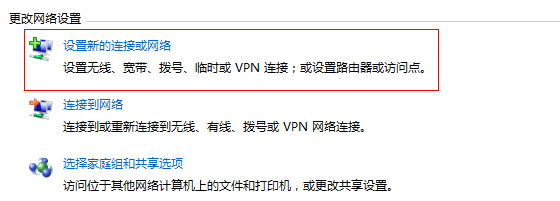 更改网络设置
设置新的连接或网络
设置无线、宽带、拨号、临时或 VPN 连接；或设置路由器或访问点。
连接到网络
连接到或重新连接到无线、有线、拨号或 VPN 网络连接。
选择家庭组和共享选项
访问位于其他网络计算机上的文件和打印机，或更改共享设置。